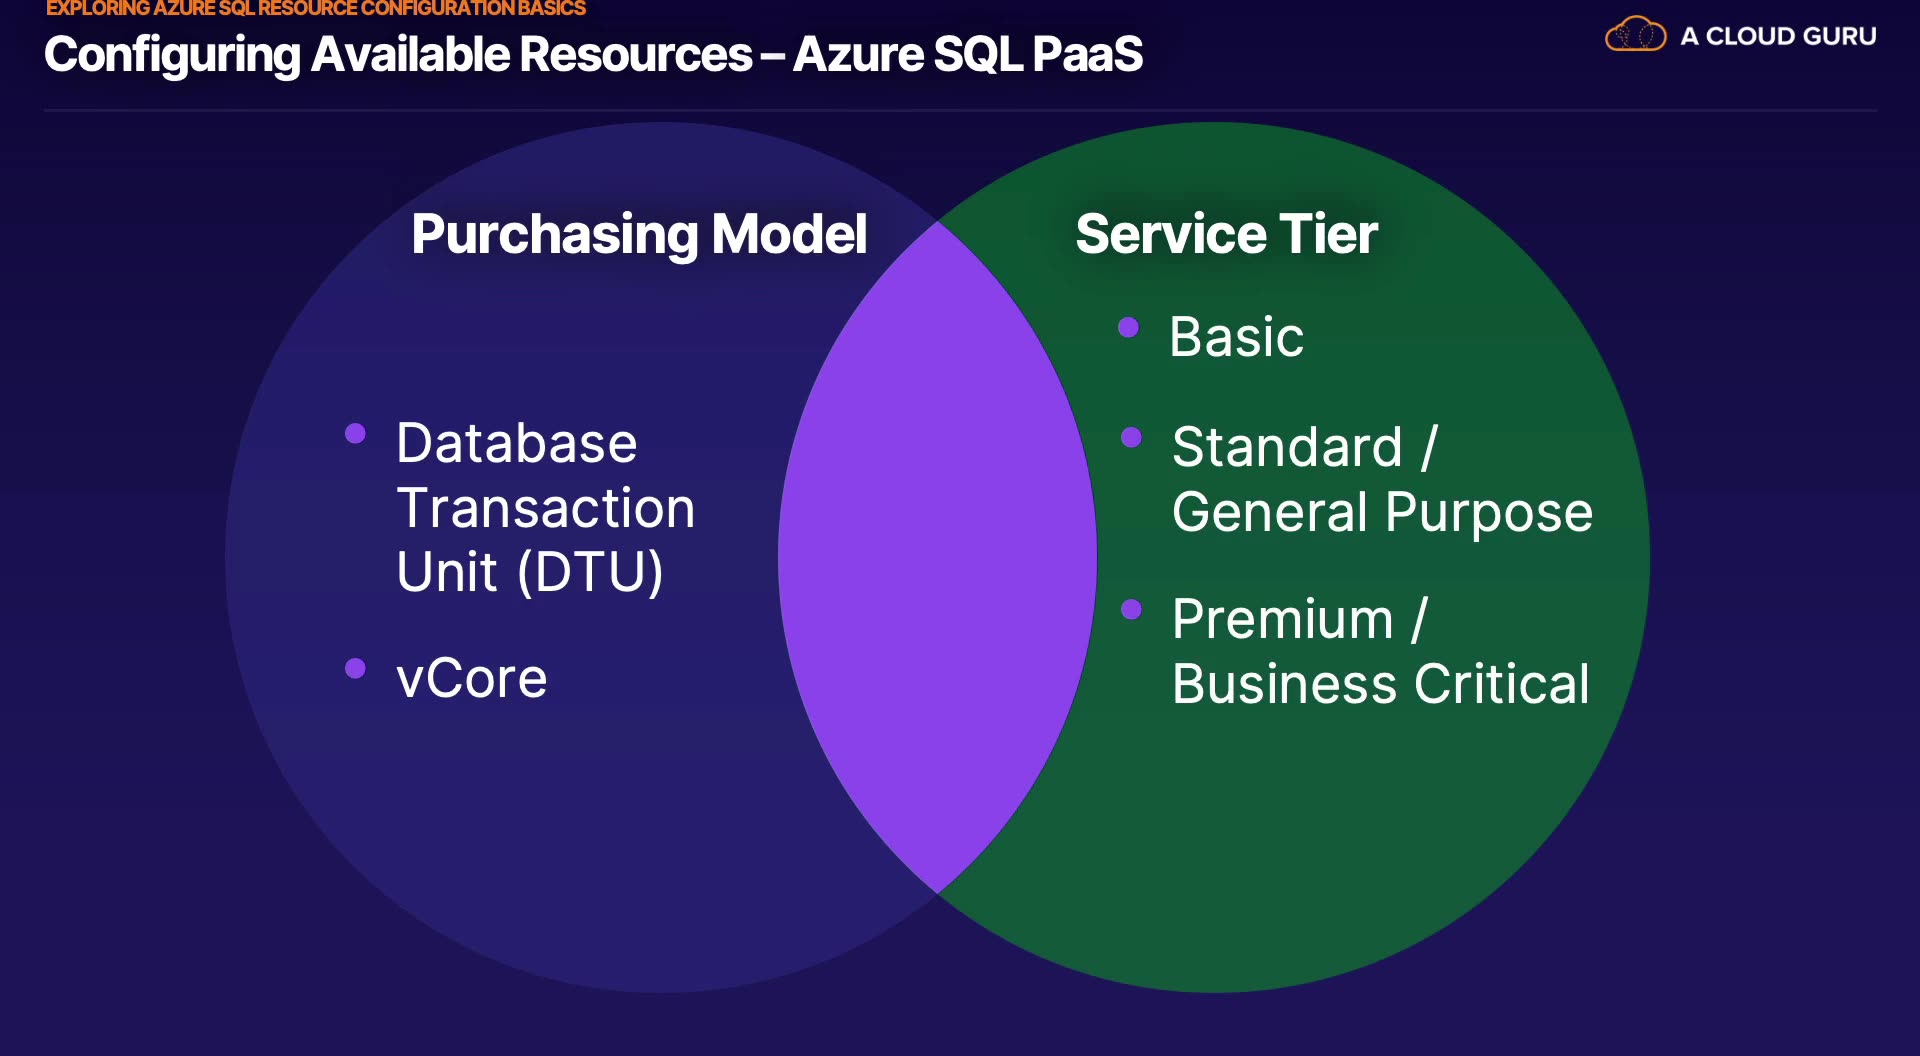 EXPLORING AZURE SQL RESOURCE CONFIGURATION BASICS
Configuring Available Resources – Azure SQL PaaS
A CLOUD GURU
Purchasing Model
Database
Transaction
Unit (DTU)
vCore
Service Tier
Basic
Standard /
General Purpose
Premium /
Business Critical